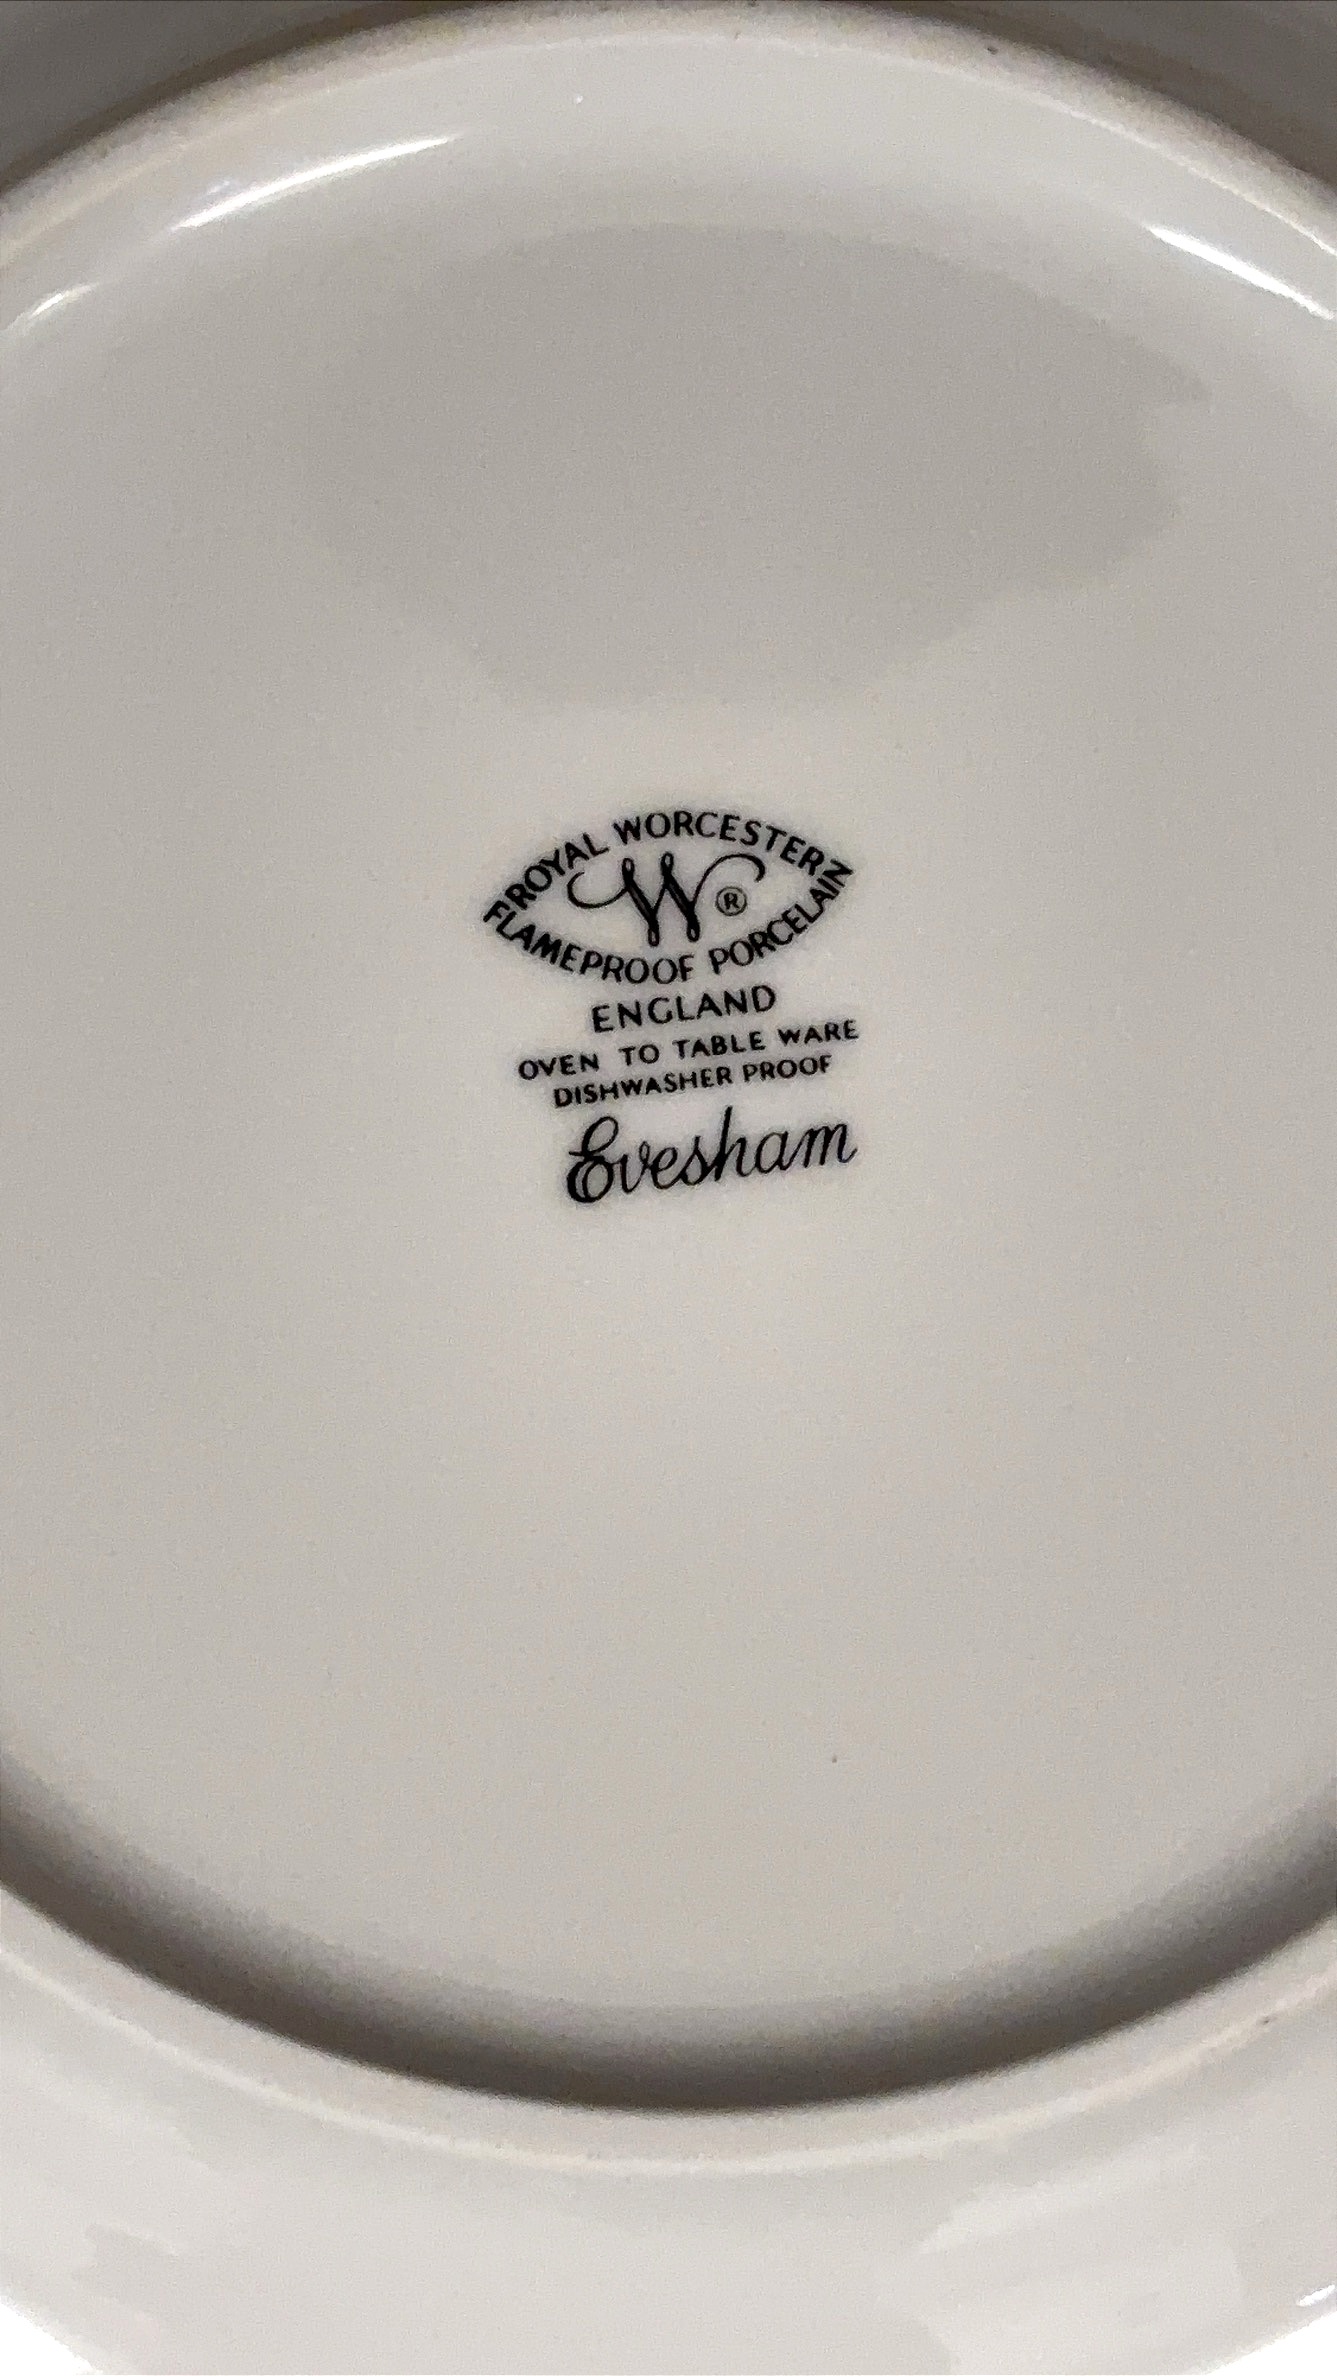 ROYAL WORCESTER
W®
FLAMEPROOF PORCELAIN
ENGLAND
OVEN TO TABLE WARE
DISHWASHER PROOF
Evesham